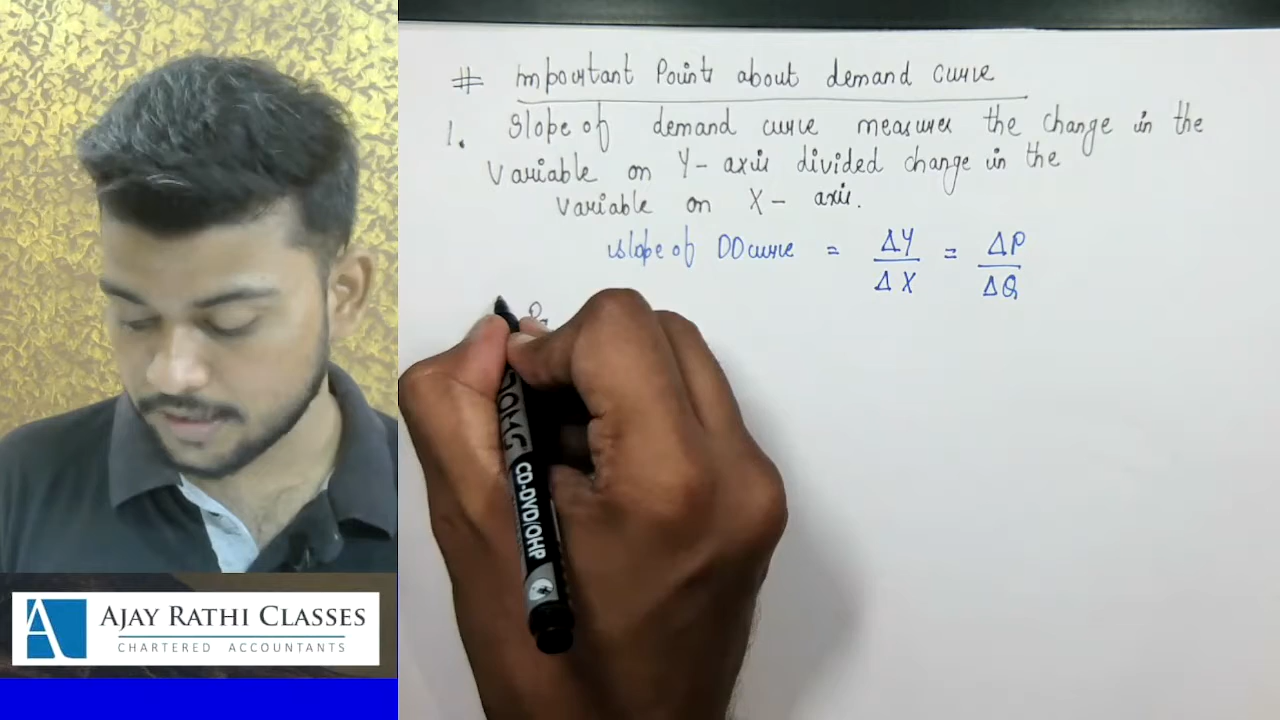 # Important Points about demand curve
1. Slope of demand curve measures the change in the
variable on Y- axis divided change in the
variable on X- axis.
slope of DD curve = ΔY/ΔX = ΔP/ΔQ
CD-DVD/OHP
A AJAY RATHI CLASSES
CHARTERED ACCOUNTANTS